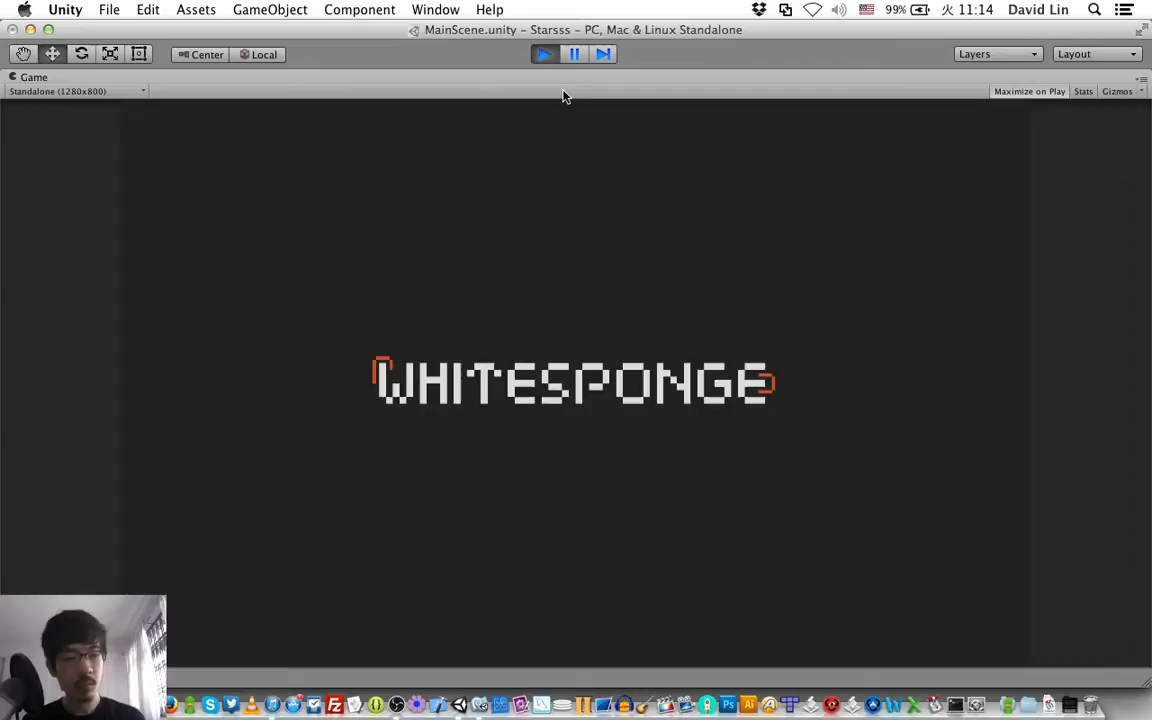 Unity File Edit Assets GameObject Component Window Help 99% 火 11:14 David Lin
MainScene.unity - Starsss - PC, Mac & Linux Standalone
Center Local Layers Layout
Game
Standalone (1280x800) Maximize on Play Stats Gizmos
WHITESPONGE